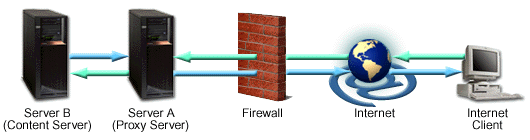 Server B
(Content Server)
Server A
(Proxy Server)
Firewall
Internet
Internet
Client